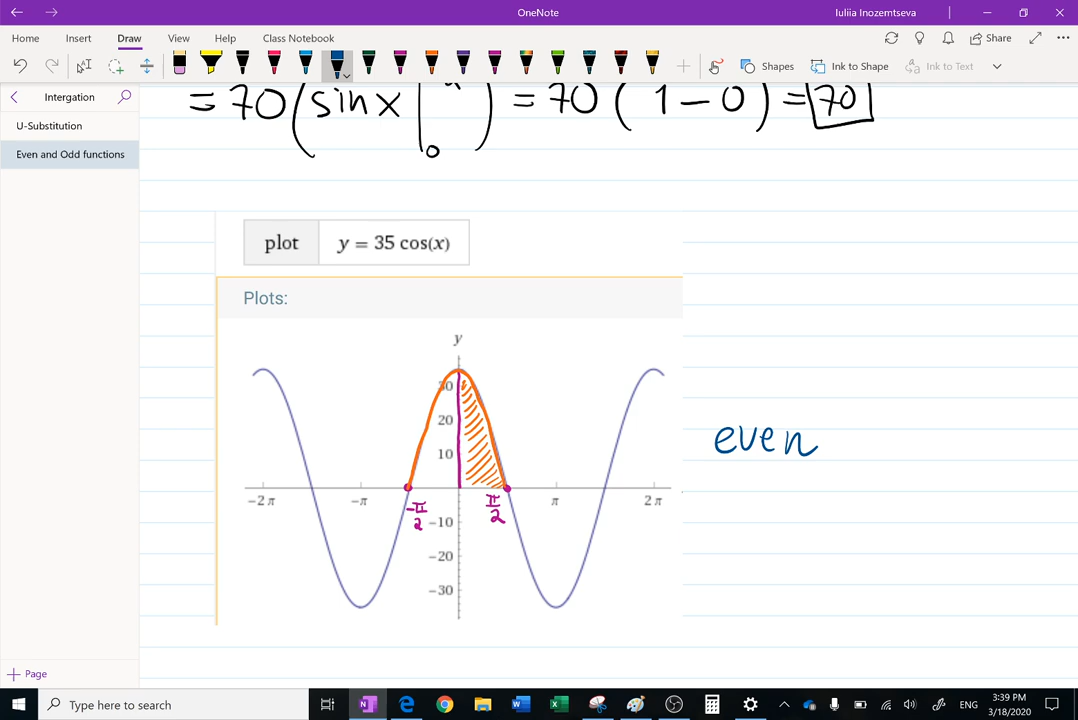 OneNote
Iuliia Inozemtseva
Home Insert Draw View Help Class Notebook
Share
Shapes Ink to Shape Ink to Text
Intergation
U-Substitution
Even and Odd functions
= 70 ( sin x | 0 ) = 70 ( 1 - 0 ) = 70
plot y = 35 cos(x)
Plots:
y
30
20
10
-2 π -π -π/2 π/2 π 2 π
-10
-20
-30
even
Page
Type here to search
ENG
3:39 PM
3/18/2020